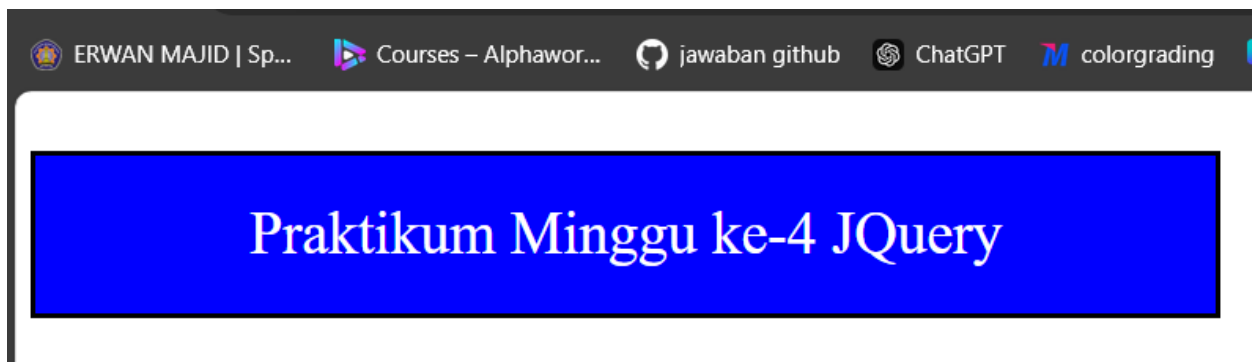 ERWAN MAJID | Sp... Courses – Alphawor... jawaban github ChatGPT colorgrading
Praktikum Minggu ke-4 JQuery